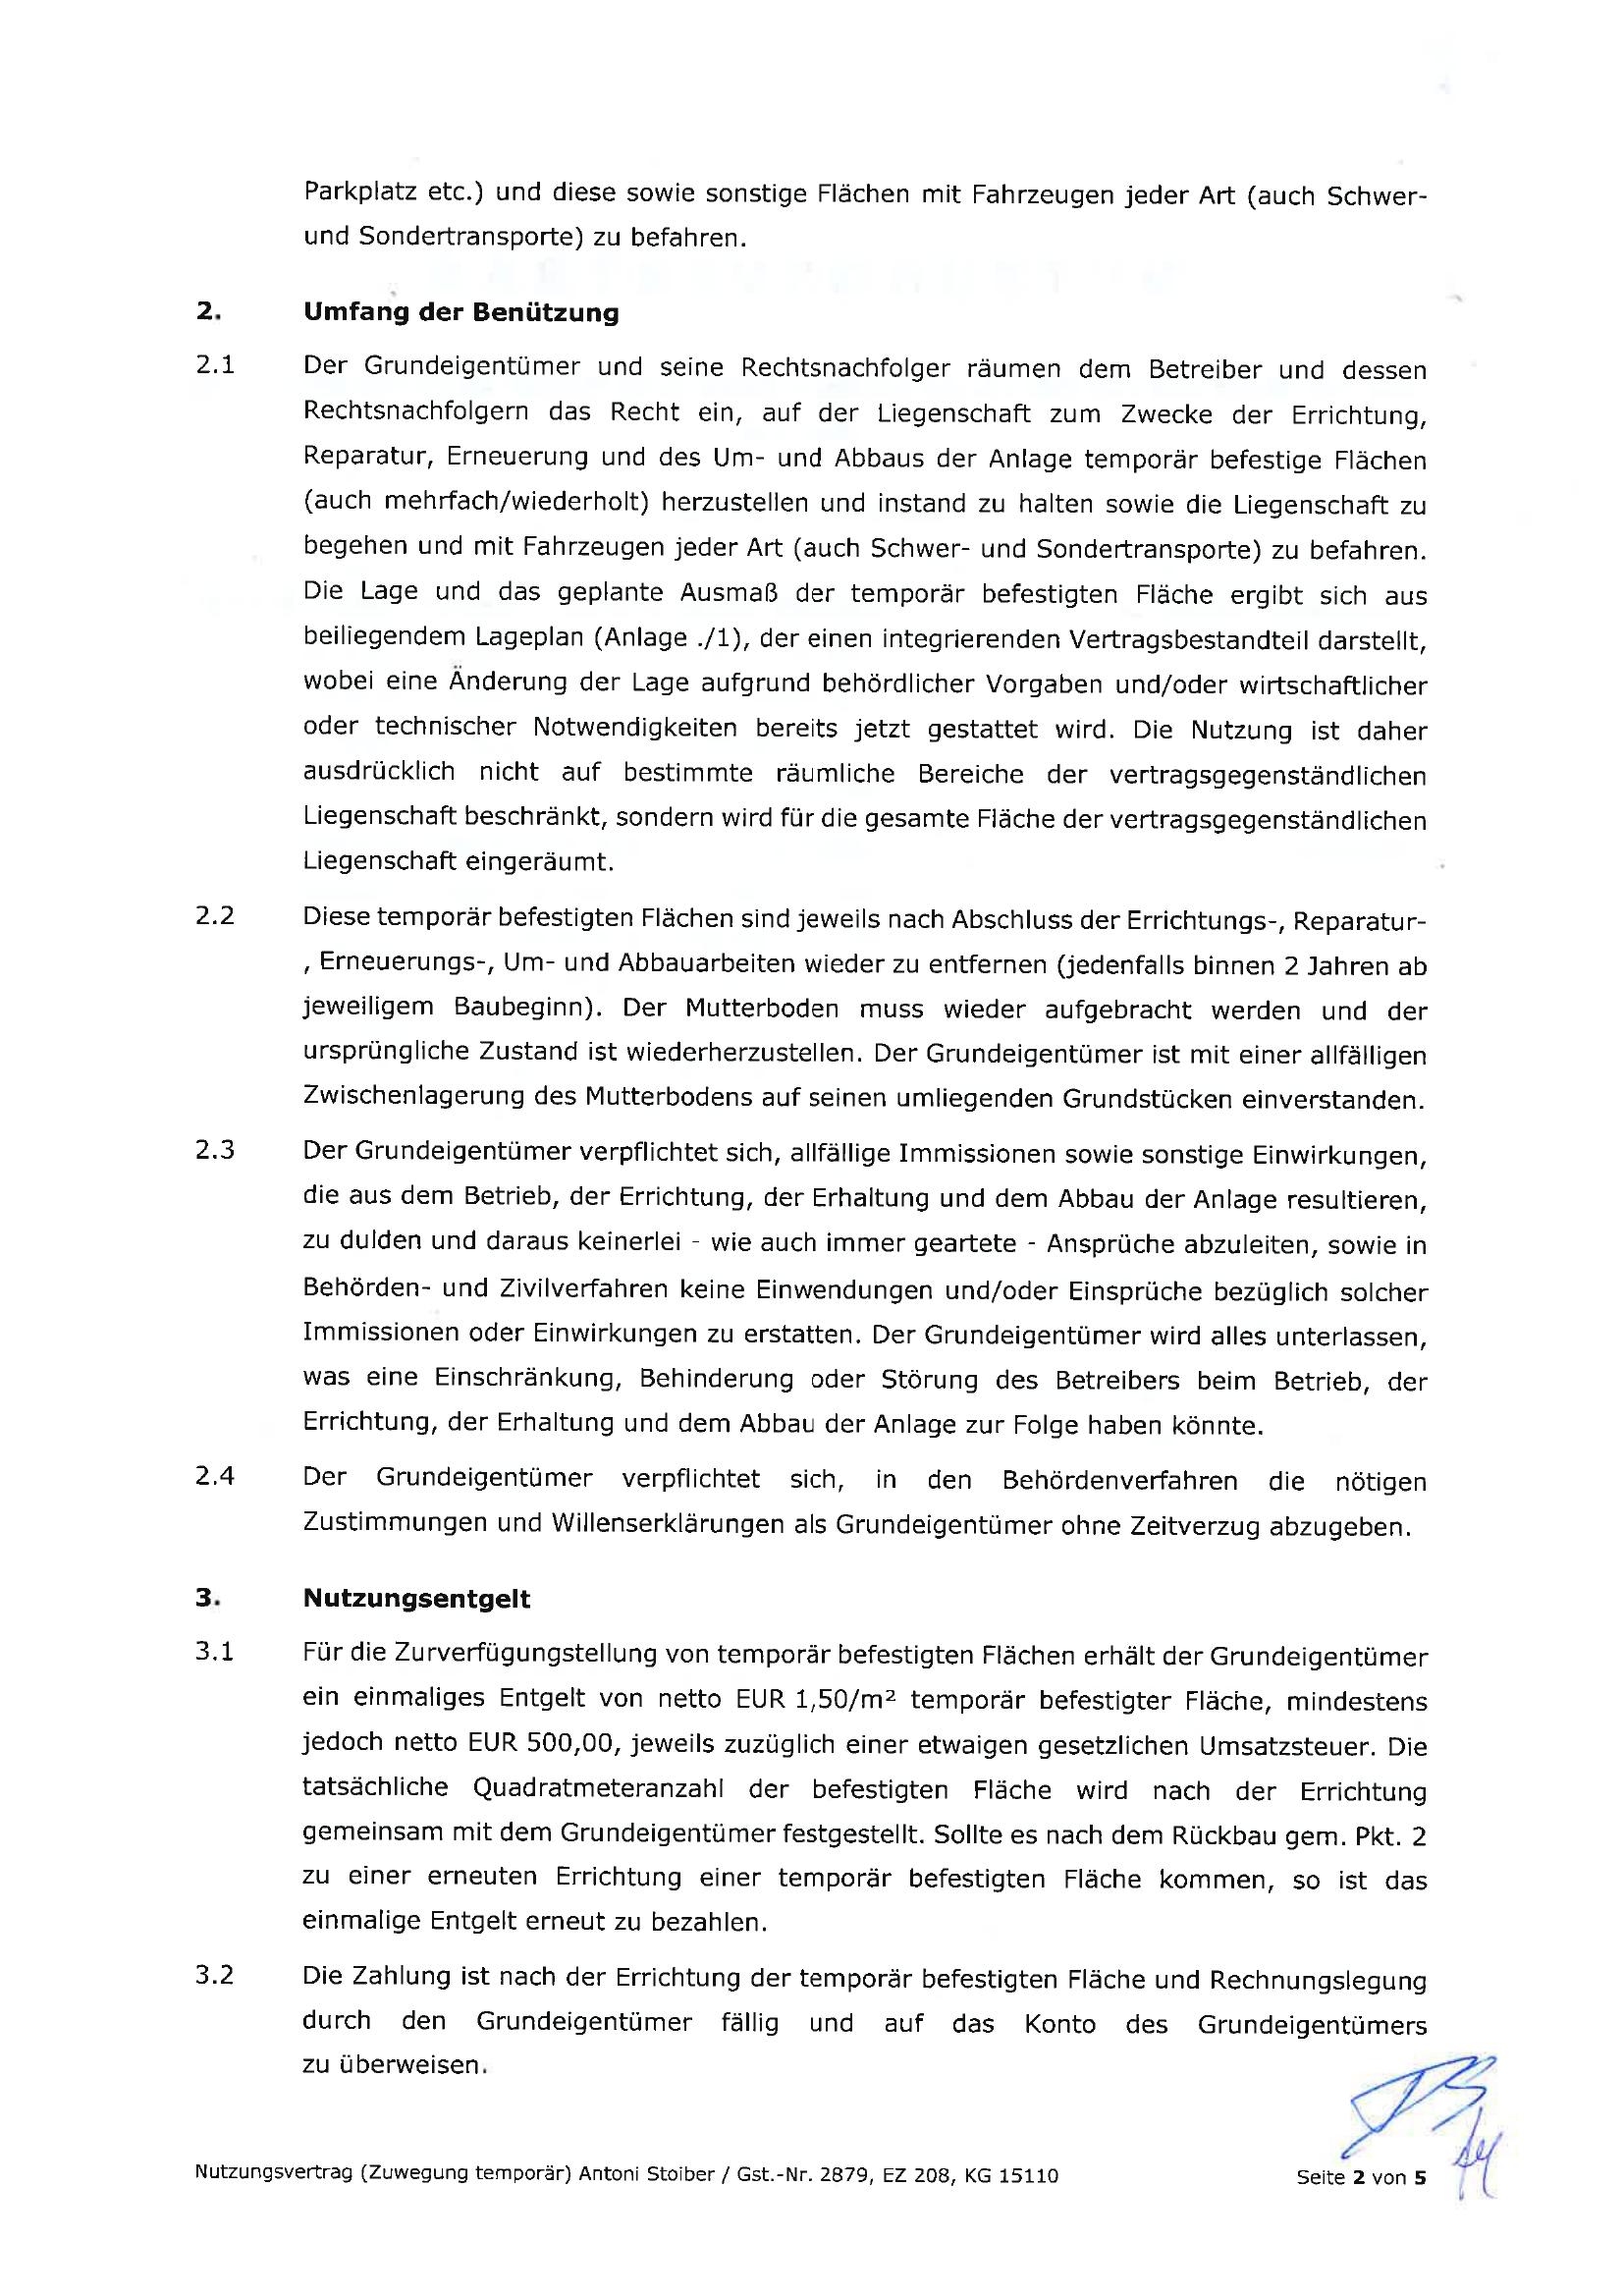 Parkplatz etc.) und diese sowie sonstige Flächen mit Fahrzeugen jeder Art (auch Schwer-
und Sondertransporte) zu befahren.
2. Umfang der Benützung
2.1 Der Grundeigentümer und seine Rechtsnachfolger räumen dem Betreiber und dessen
Rechtsnachfolgern das Recht ein, auf der Liegenschaft zum Zwecke der Errichtung,
Reparatur, Erneuerung und des Um- und Abbaus der Anlage temporär befestige Flächen
(auch mehrfach/wiederholt) herzustellen und instand zu halten sowie die Liegenschaft zu
begehen und mit Fahrzeugen jeder Art (auch Schwer- und Sondertransporte) zu befahren.
Die Lage und das geplante Ausmaß der temporär befestigten Fläche ergibt sich aus
beiliegendem Lageplan (Anlage ./1), der einen integrierenden Vertragsbestandteil darstellt,
wobei eine Änderung der Lage aufgrund behördlicher Vorgaben und/oder wirtschaftlicher
oder technischer Notwendigkeiten bereits jetzt gestattet wird. Die Nutzung ist daher
ausdrücklich nicht auf bestimmte räumliche Bereiche der vertragsgegenständlichen
Liegenschaft beschränkt, sondern wird für die gesamte Fläche der vertragsgegenständlichen
Liegenschaft eingeräumt.
2.2 Diese temporär befestigten Flächen sind jeweils nach Abschluss der Errichtungs-, Reparatur-
, Erneuerungs-, Um- und Abbauarbeiten wieder zu entfernen (jedenfalls binnen 2 Jahren ab
jeweiligem Baubeginn). Der Mutterboden muss wieder aufgebracht werden und der
ursprüngliche Zustand ist wiederherzustellen. Der Grundeigentümer ist mit einer allfälligen
Zwischenlagerung des Mutterbodens auf seinen umliegenden Grundstücken einverstanden.
2.3 Der Grundeigentümer verpflichtet sich, allfällige Immissionen sowie sonstige Einwirkungen,
die aus dem Betrieb, der Errichtung, der Erhaltung und dem Abbau der Anlage resultieren,
zu dulden und daraus keinerlei - wie auch immer geartete - Ansprüche abzuleiten, sowie in
Behörden- und Zivilverfahren keine Einwendungen und/oder Einsprüche bezüglich solcher
Immissionen oder Einwirkungen zu erstatten. Der Grundeigentümer wird alles unterlassen,
was eine Einschränkung, Behinderung oder Störung des Betreibers beim Betrieb, der
Errichtung, der Erhaltung und dem Abbau der Anlage zur Folge haben könnte.
2.4 Der Grundeigentümer verpflichtet sich, in den Behördenverfahren die nötigen
Zustimmungen und Willenserklärungen als Grundeigentümer ohne Zeitverzug abzugeben.
3. Nutzungsentgelt
3.1 Für die Zurverfügungstellung von temporär befestigten Flächen erhält der Grundeigentümer
ein einmaliges Entgelt von netto EUR 1,50/m² temporär befestigter Fläche, mindestens
jedoch netto EUR 500,00, jeweils zuzüglich einer etwaigen gesetzlichen Umsatzsteuer. Die
tatsächliche Quadratmeteranzahl der befestigten Fläche wird nach der Errichtung
gemeinsam mit dem Grundeigentümer festgestellt. Sollte es nach dem Rückbau gem. Pkt. 2
zu einer erneuten Errichtung einer temporär befestigten Fläche kommen, so ist das
einmalige Entgelt erneut zu bezahlen.
3.2 Die Zahlung ist nach der Errichtung der temporär befestigten Fläche und Rechnungslegung
durch den Grundeigentümer fällig und auf das Konto des Grundeigentümers
zu überweisen.
Nutzungsvertrag (Zuwegung temporär) Antoni Stoiber / Gst.-Nr. 2879, EZ 208, KG 15110 Seite 2 von 5